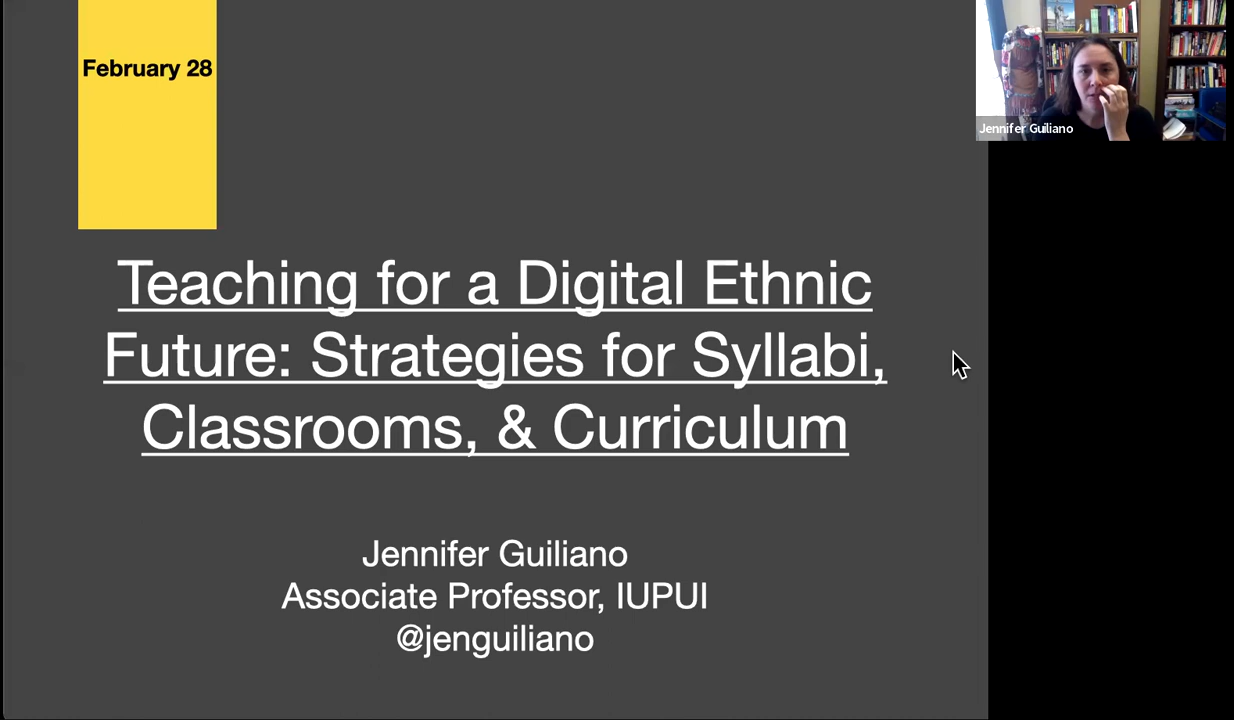 February 28
Jennifer Guiliano
Teaching for a Digital Ethnic
Future: Strategies for Syllabi,
Classrooms, & Curriculum
Jennifer Guiliano
Associate Professor, IUPUI
@jenguiliano